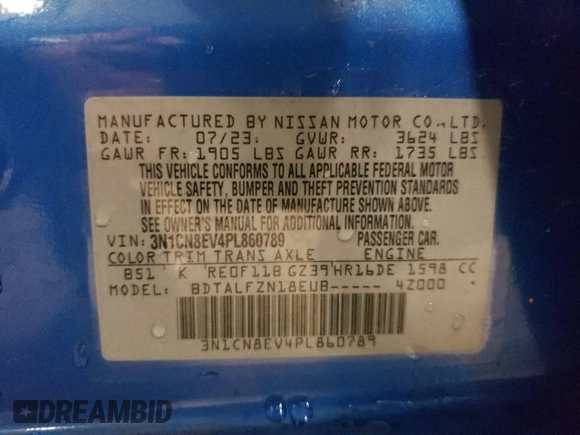 MANUFACTURED BY NISSAN MOTOR CO.,LTD.
DATE: 07/23 GVWR: 3624 LBS
GAWR FR: 1905 LBS GAWR RR: 1735 LBS
THIS VEHICLE CONFORMS TO ALL APPLICABLE FEDERAL MOTOR
VEHICLE SAFETY, BUMPER AND THEFT PREVENTION STANDARDS
IN EFFECT ON THE DATE OF MANUFACTURE SHOWN ABOVE.
SEE OWNER'S MANUAL FOR ADDITIONAL INFORMATION.
VIN: 3N1CN8EV4PL860789 PASSENGER CAR.
COLOR TRIM TRANS AXLE ENGINE
B51 K RE0F11B GZ39 HR16DE 1598 CC
MODEL: BDTALFZN18EU8----- 4Z000
3N1CN8EV4PL860789
DREAMBID